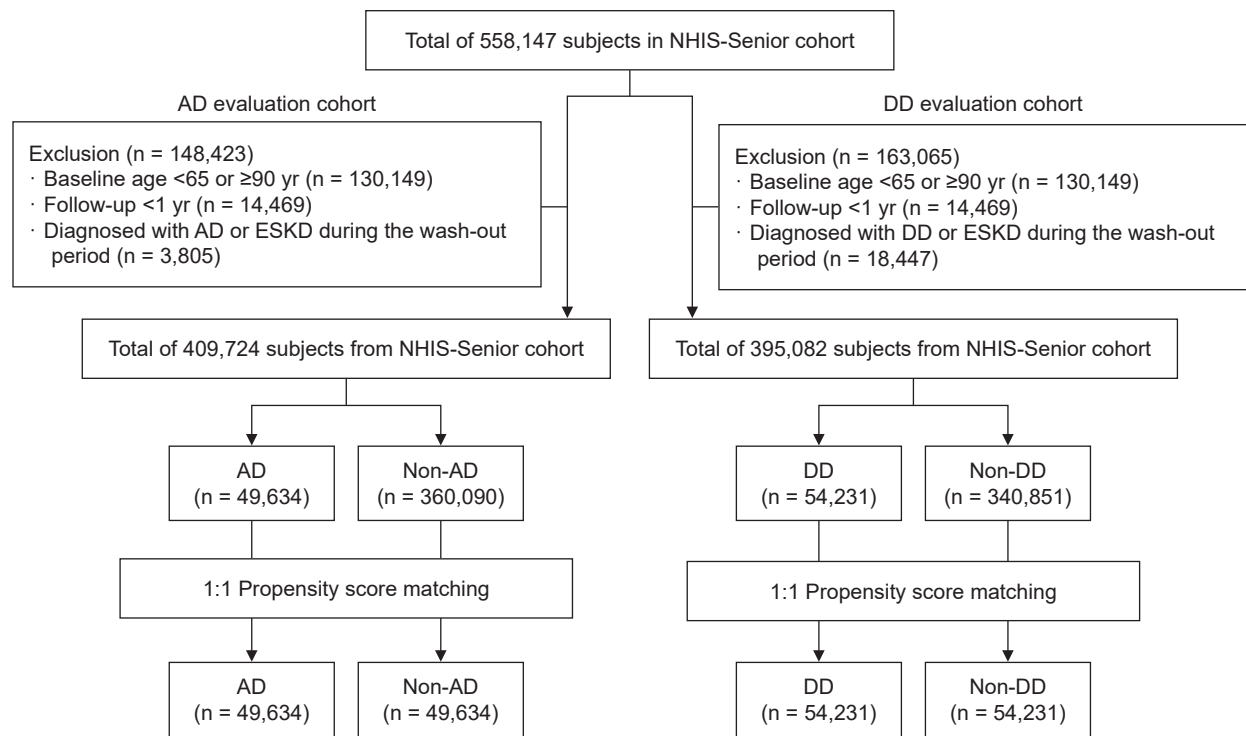 Total of 558,147 subjects in NHIS-Senior cohort
AD evaluation cohort
Exclusion (n = 148,423)
· Baseline age <65 or ≥90 yr (n = 130,149)
· Follow-up <1 yr (n = 14,469)
· Diagnosed with AD or ESKD during the wash-out
period (n = 3,805)
DD evaluation cohort
Exclusion (n = 163,065)
· Baseline age <65 or ≥90 yr (n = 130,149)
· Follow-up <1 yr (n = 14,469)
· Diagnosed with DD or ESKD during the wash-out
period (n = 18,447)
Total of 409,724 subjects from NHIS-Senior cohort
Total of 395,082 subjects from NHIS-Senior cohort
AD
(n = 49,634)
Non-AD
(n = 360,090)
DD
(n = 54,231)
Non-DD
(n = 340,851)
1:1 Propensity score matching
1:1 Propensity score matching
AD
(n = 49,634)
Non-AD
(n = 49,634)
DD
(n = 54,231)
Non-DD
(n = 54,231)